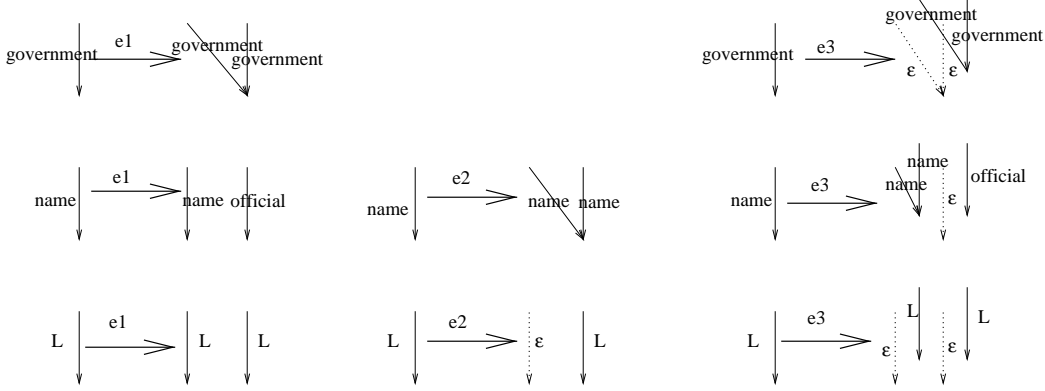 government e1 government government
government e3 government government ε ε
name e1 name official
name e2 name name
name e3 name name ε official
L e1 L L
L e2 ε L
L e3 ε L ε L